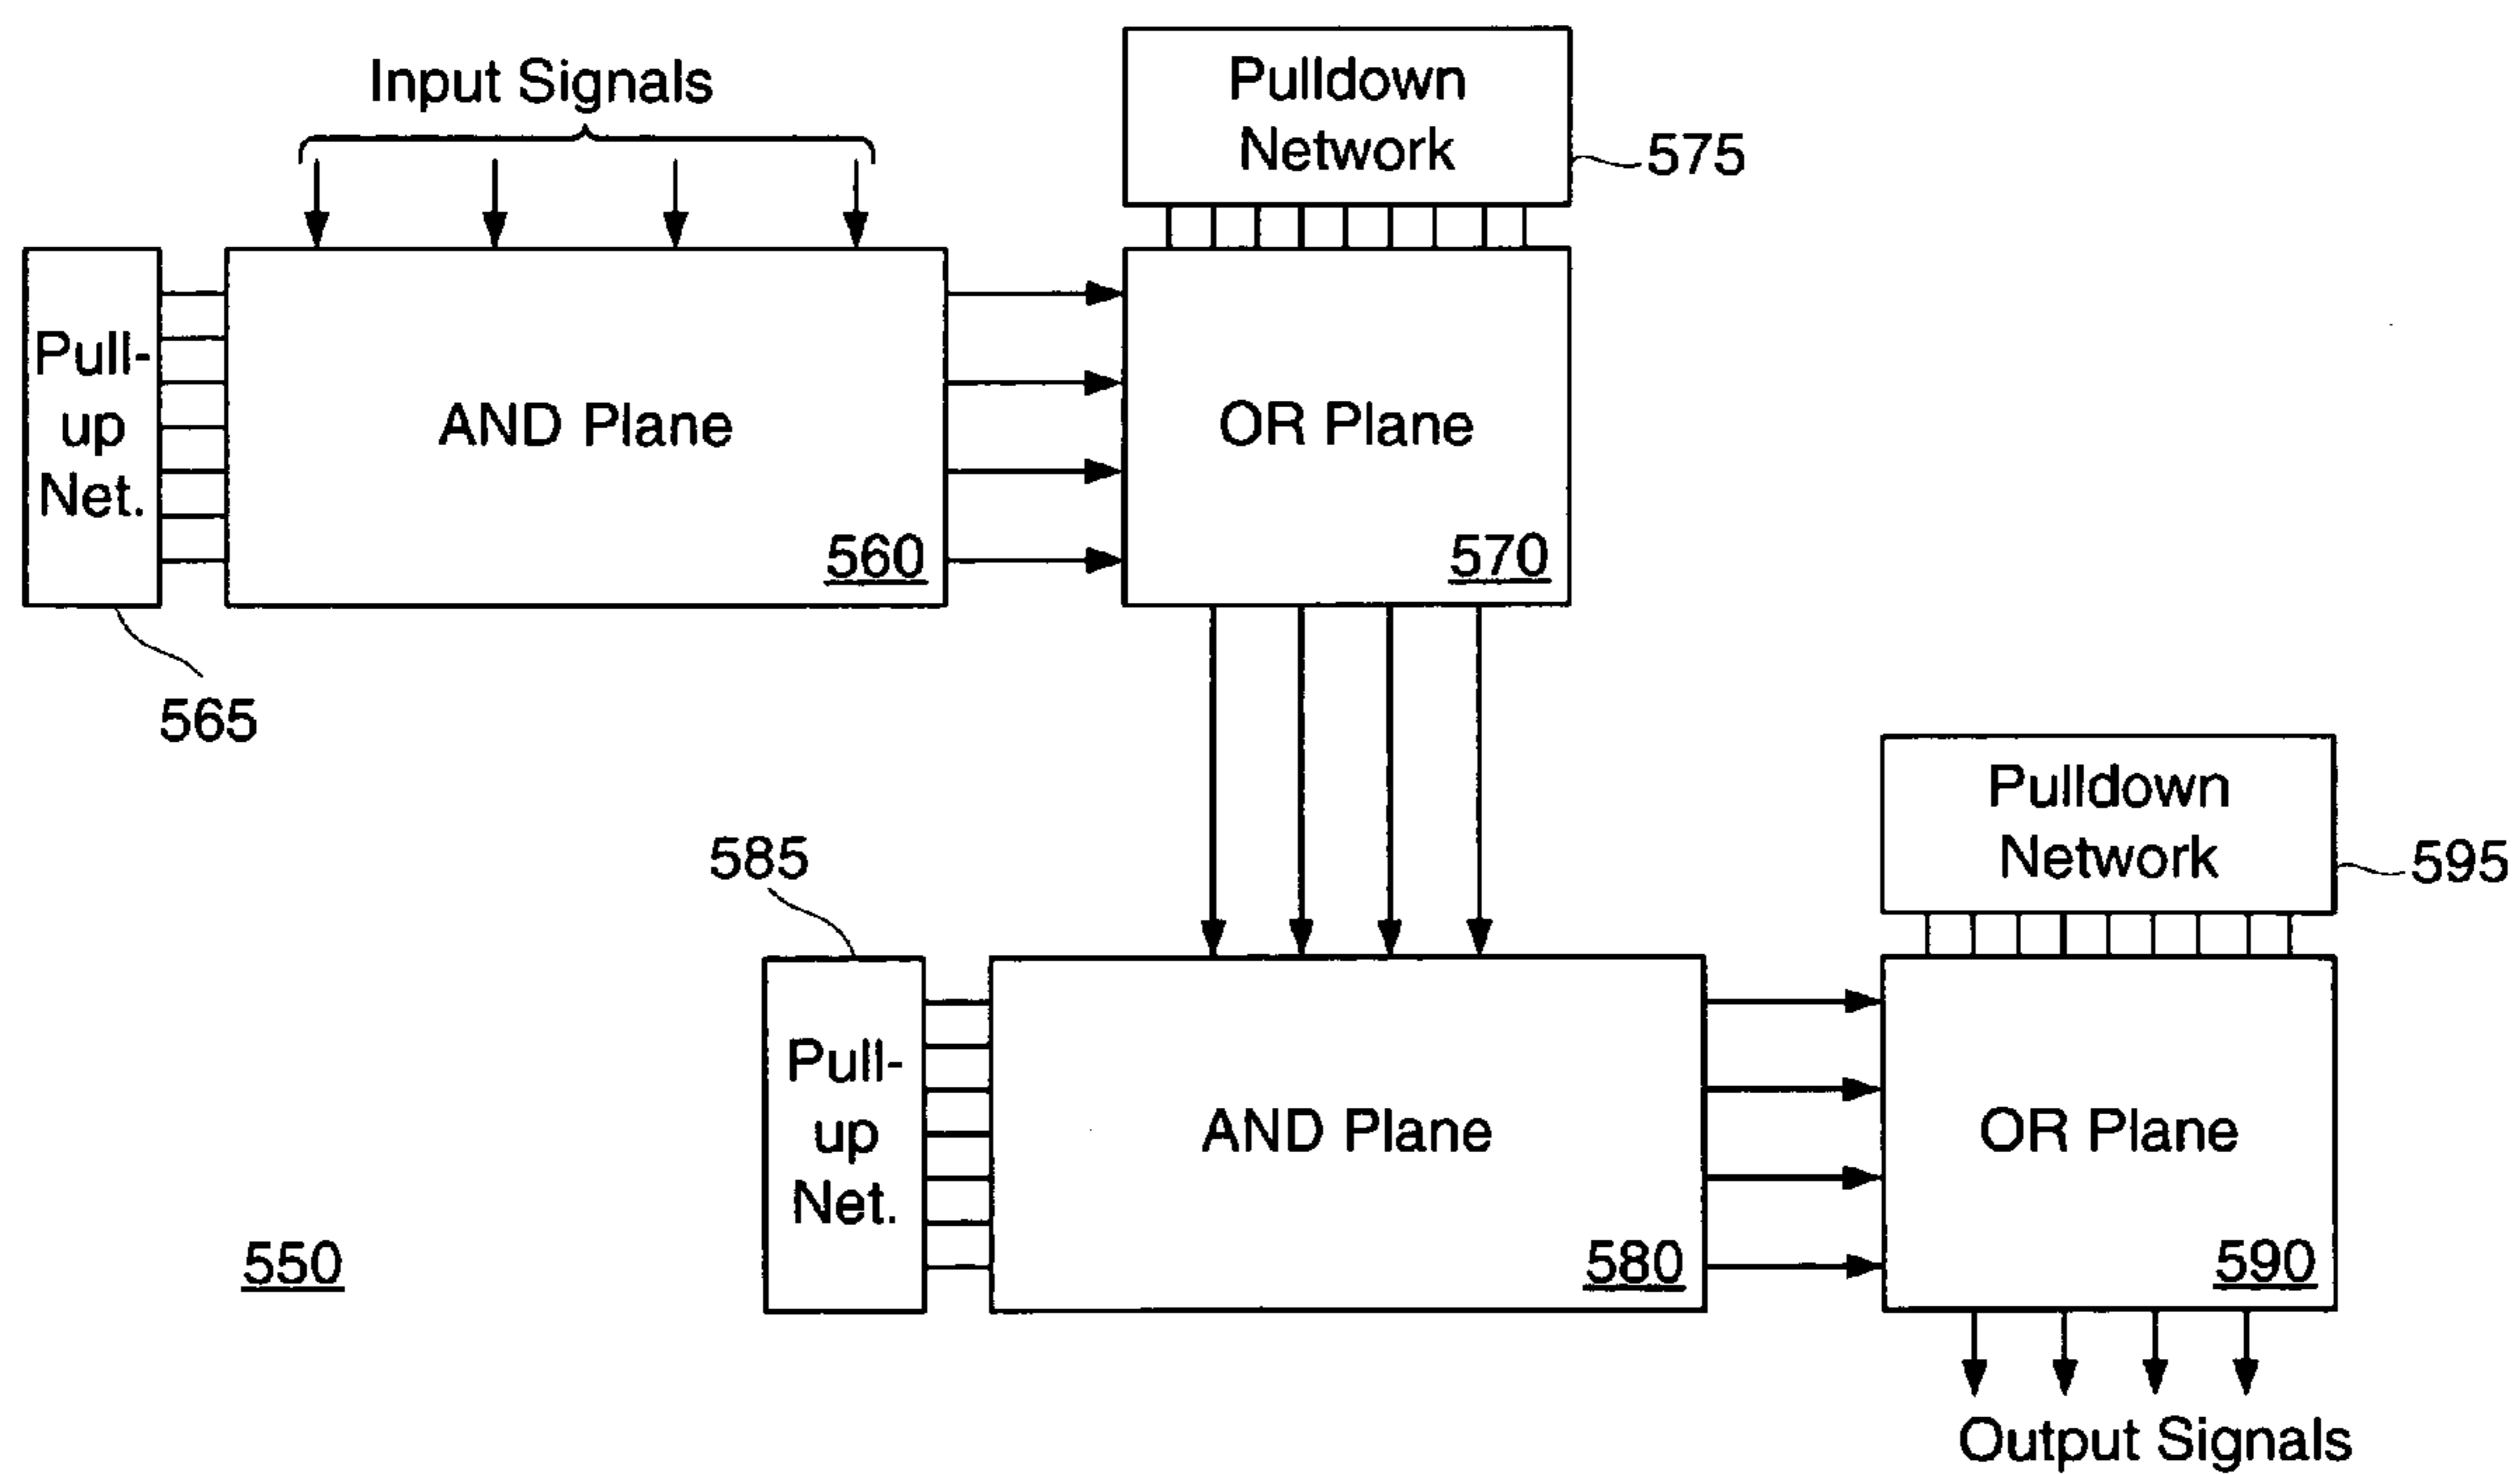 Input Signals
Pulldown
Network
575
Pull-
up
Net.
AND Plane
560
OR Plane
570
565
Pulldown
Network
595
585
Pull-
up
Net.
AND Plane
580
OR Plane
590
550
Output Signals